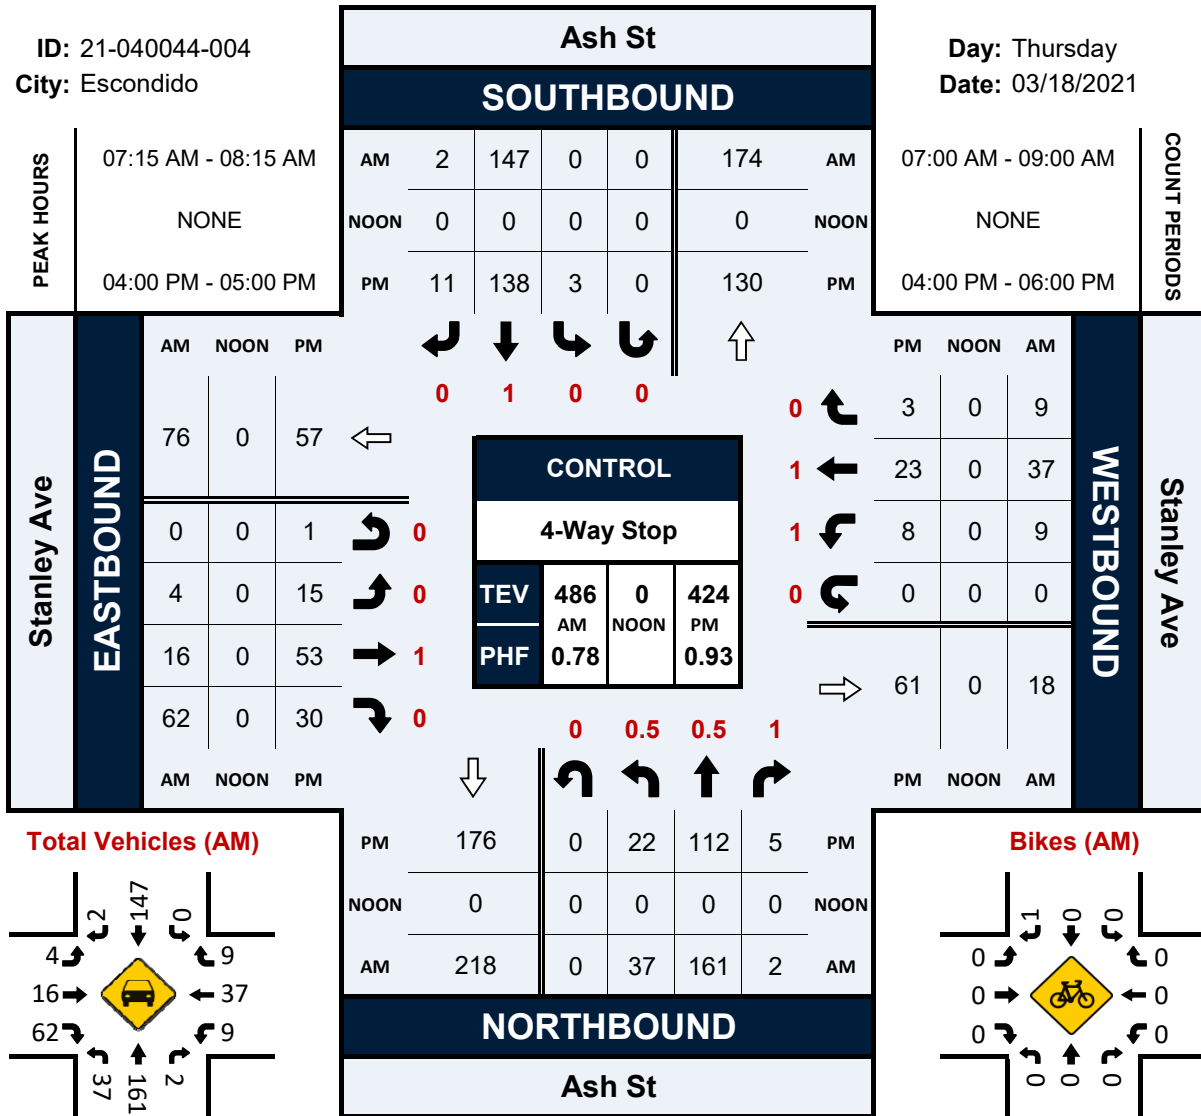 Ash St
ID: 21-040044-004
Day: Thursday
City: Escondido
Date: 03/18/2021
SOUTHBOUND
PEAK HOURS
07:15 AM - 08:15 AM
NONE
04:00 PM - 05:00 PM
AM 2 147 0 0 174 AM
NOON 0 0 0 0 0 NOON
PM 11 138 3 0 130 PM
07:00 AM - 09:00 AM
NONE
04:00 PM - 06:00 PM
COUNT PERIODS
0 1 0 0
Stanley Ave
EASTBOUND
AM NOON PM
76 0 57
0 0 1 0
4 0 15 0
16 0 53 1
62 0 30 0
AM NOON PM
CONTROL
4-Way Stop
TEV 486 0 424
AM NOON PM
PHF 0.78 0.93
PM NOON AM
0 3 0 9
1 23 0 37
1 8 0 9
0 0 0 0
61 0 18
PM NOON AM
WESTBOUND
Stanley Ave
0 0.5 0.5 1
PM 176 0 22 112 5 PM
NOON 0 0 0 0 0 NOON
AM 218 0 37 161 2 AM
NORTHBOUND
Ash St
Total Vehicles (AM)
2 147 0
4 9
16 37
62 9
37 161 2
Bikes (AM)
1 0 0
0 0
0 0
0 0
0 0 0